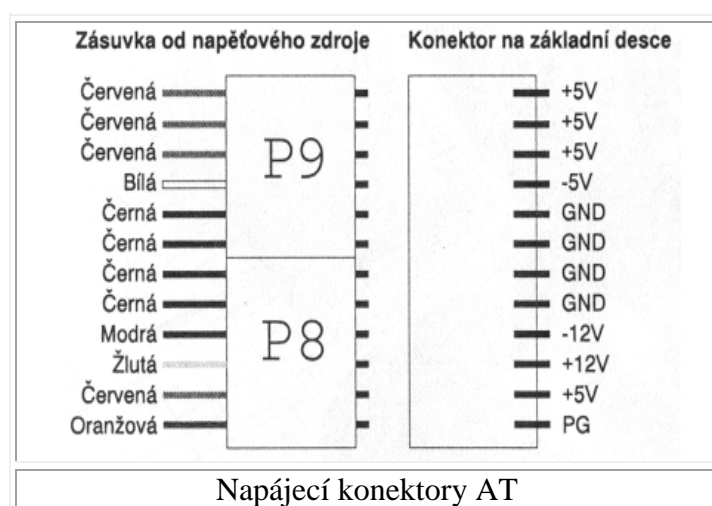 Zásuvka od napěťového zdroje Konektor na základní desce
Červená +5V
Červená +5V
Červená +5V
Bílá -5V
Černá GND
Černá GND
Černá GND
Černá GND
Modrá -12V
Žlutá +12V
Červená +5V
Oranžová PG
P9
P8
Napájecí konektory AT